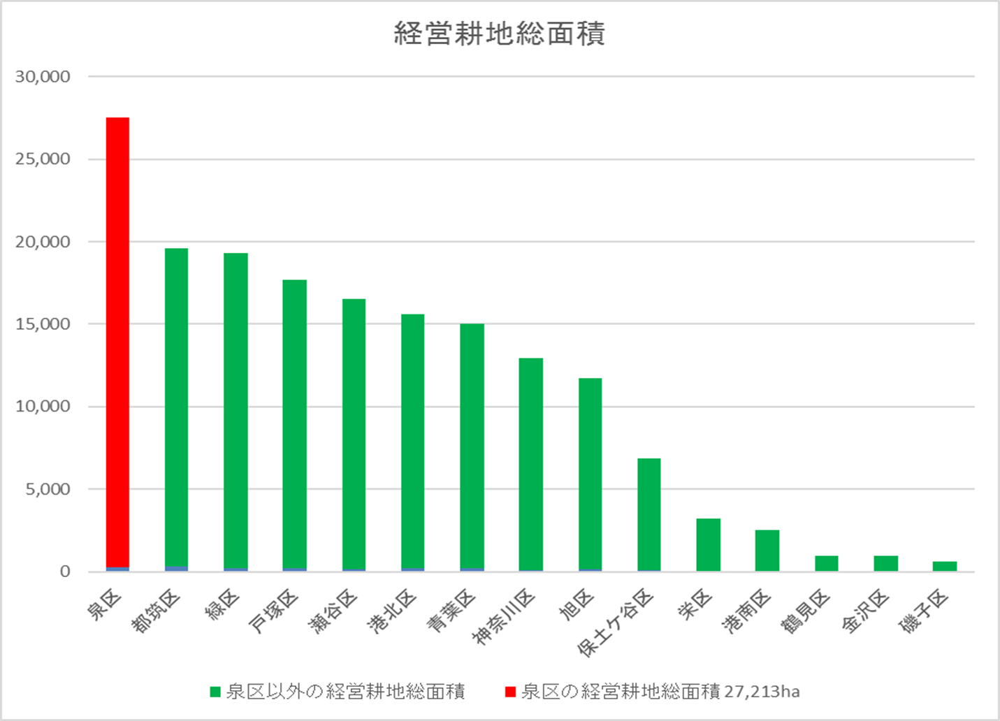 経営耕地総面積
30,000
25,000
20,000
15,000
10,000
5,000
0
泉区
都筑区
緑区
戸塚区
瀬谷区
港北区
青葉区
神奈川区
旭区
保土ケ谷区
栄区
港南区
鶴見区
金沢区
磯子区
泉区以外の経営耕地総面積
泉区の経営耕地総面積 27,213ha